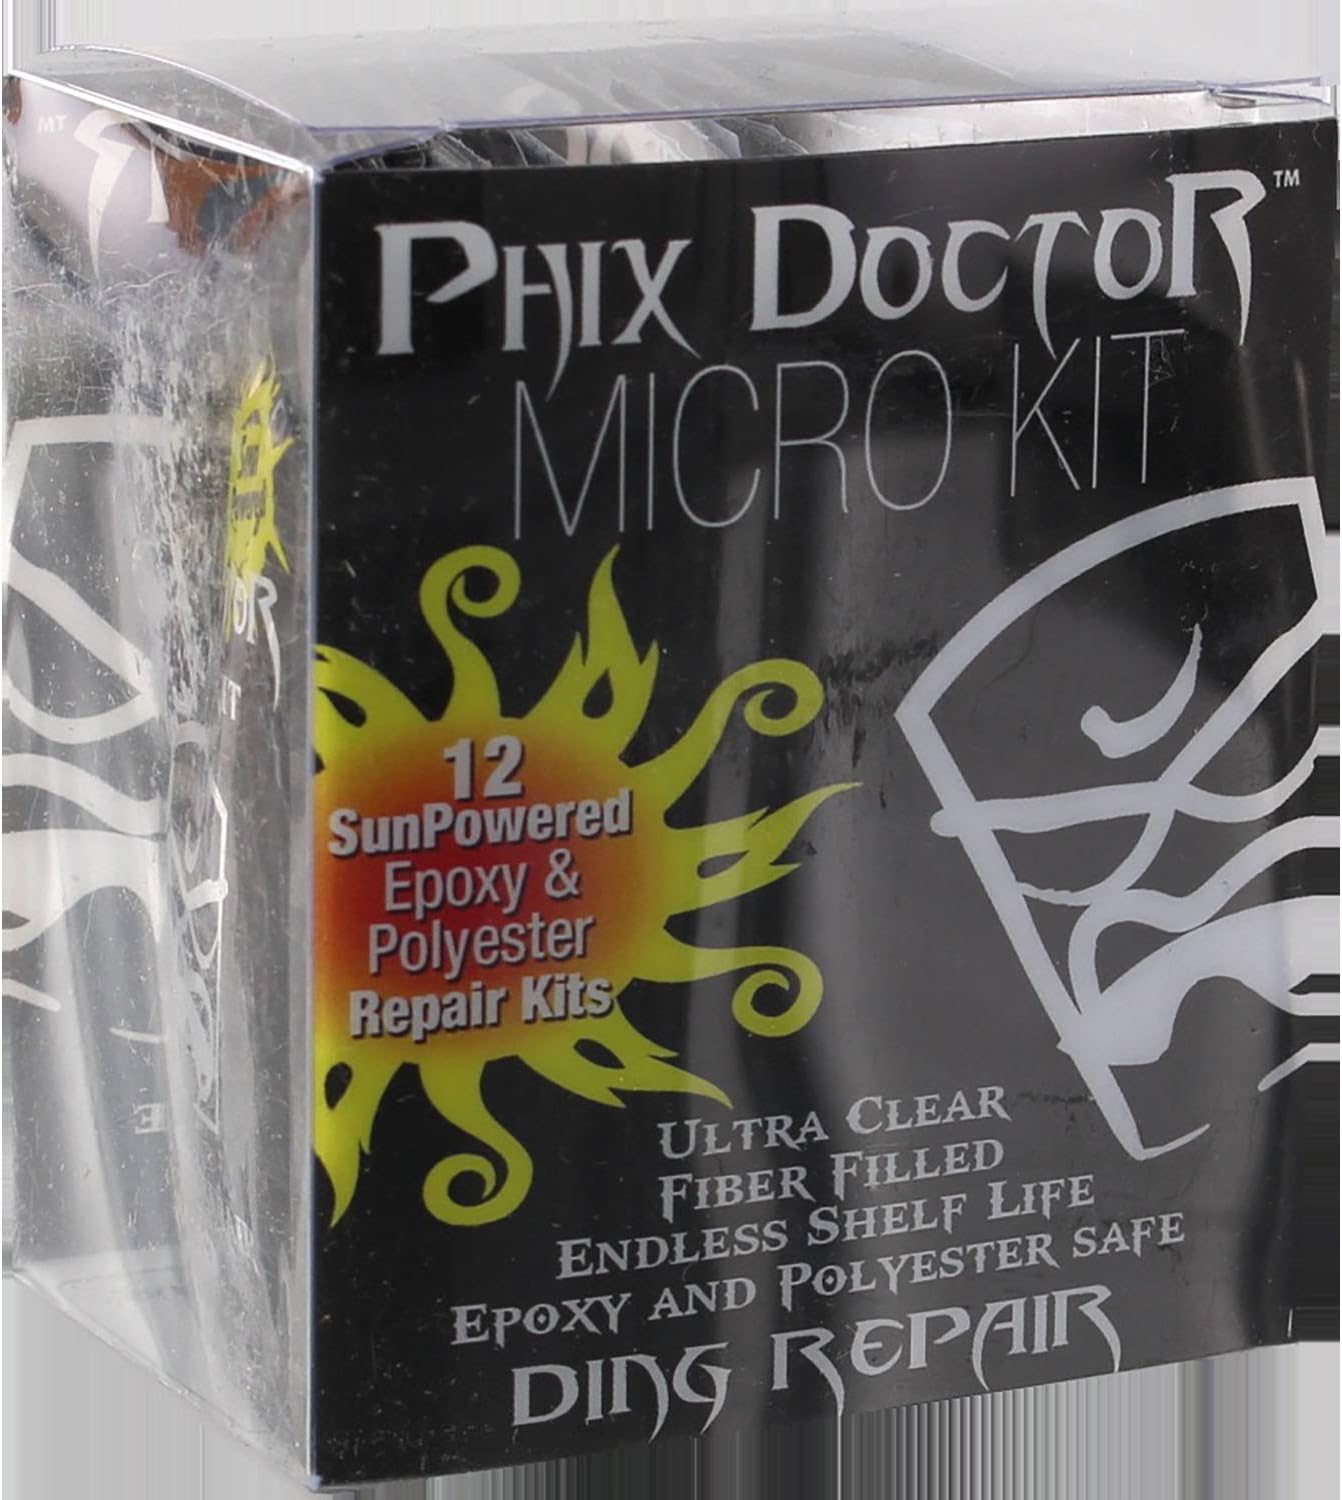 PHIX DOCTOR™
MICRO KIT
12
SunPowered
Epoxy &
Polyester
Repair Kits
ULTRA CLEAR
FIBER FILLED
ENDLESS SHELF LIFE
EPOXY AND POLYESTER SAFE
DING REPAIR